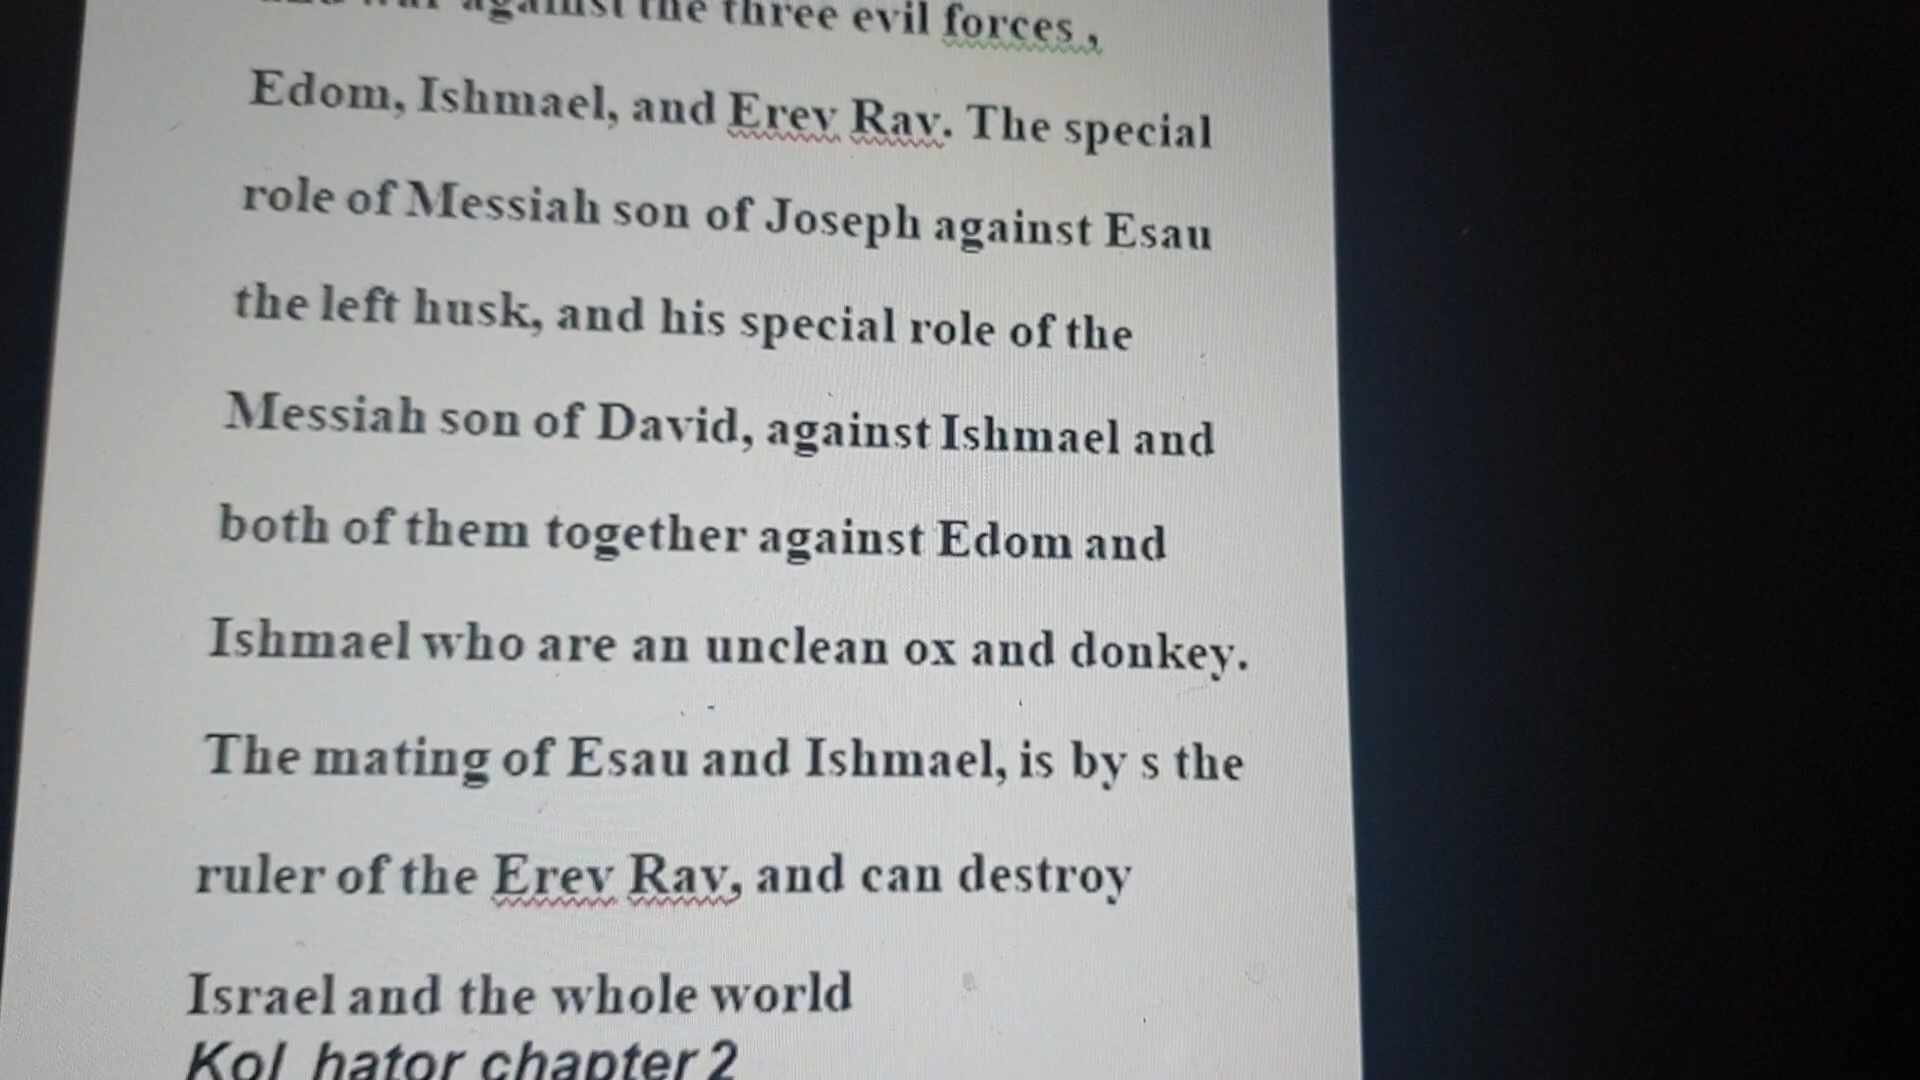 against the three evil forces ,
Edom, Ishmael, and Erev Rav. The special
role of Messiah son of Joseph against Esau
the left husk, and his special role of the
Messiah son of David, against Ishmael and
both of them together against Edom and
Ishmael who are an unclean ox and donkey.
The mating of Esau and Ishmael, is by s the
ruler of the Erev Rav, and can destroy
Israel and the whole world
Kol hator chapter 2